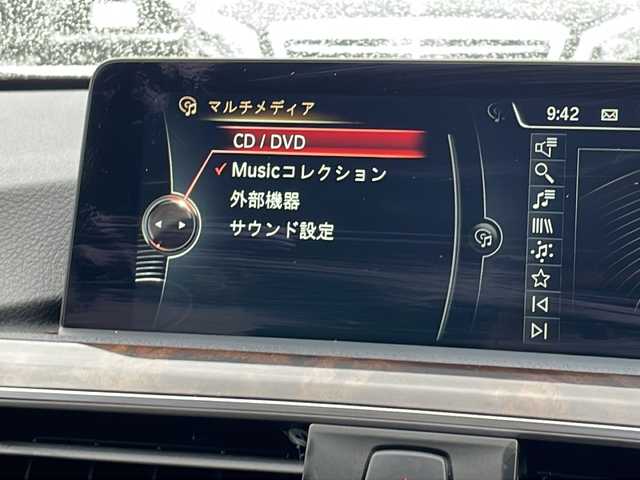 マルチメディア
9:42
CD / DVD
Musicコレクション
外部機器
サウンド設定